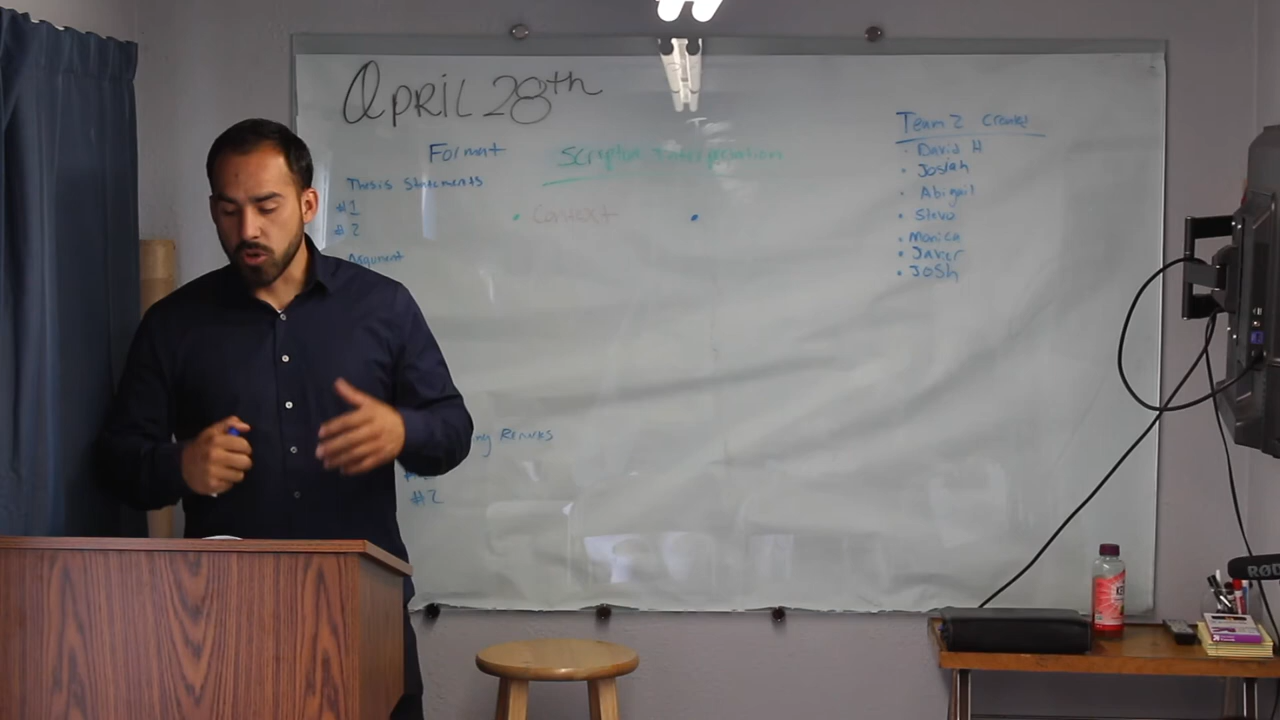 April 28th
Format
Scripture Interpretation
Thesis Statements
#1
#2
• Context
•
Argument
Remarks
#2
Team 2
• David H
• Josiah
• Abigail
• Stevo
• Monica
• Javier
• Josh
RØD